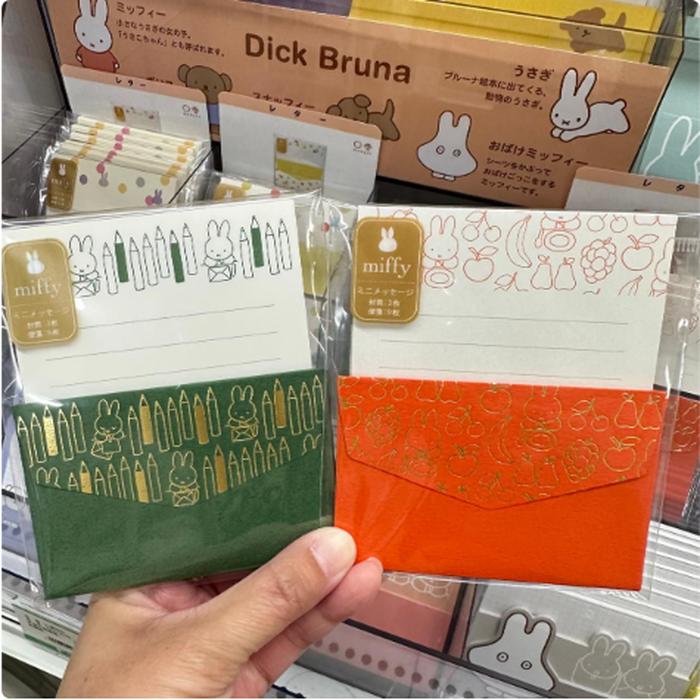 ミッフィー
小さなうさぎの女の子。
「うさこちゃん」とも呼ばれます。
Dick Bruna
うさぎ
ブルーナ絵本に出てくる、
動物のうさぎ。
スナッフィー
おばけミッフィー
シーツをかぶって
おばけごっこをする
ミッフィーです。
レター
レター
レタ
miffy
ミニメッセージ
miffy
ミニメッセージ